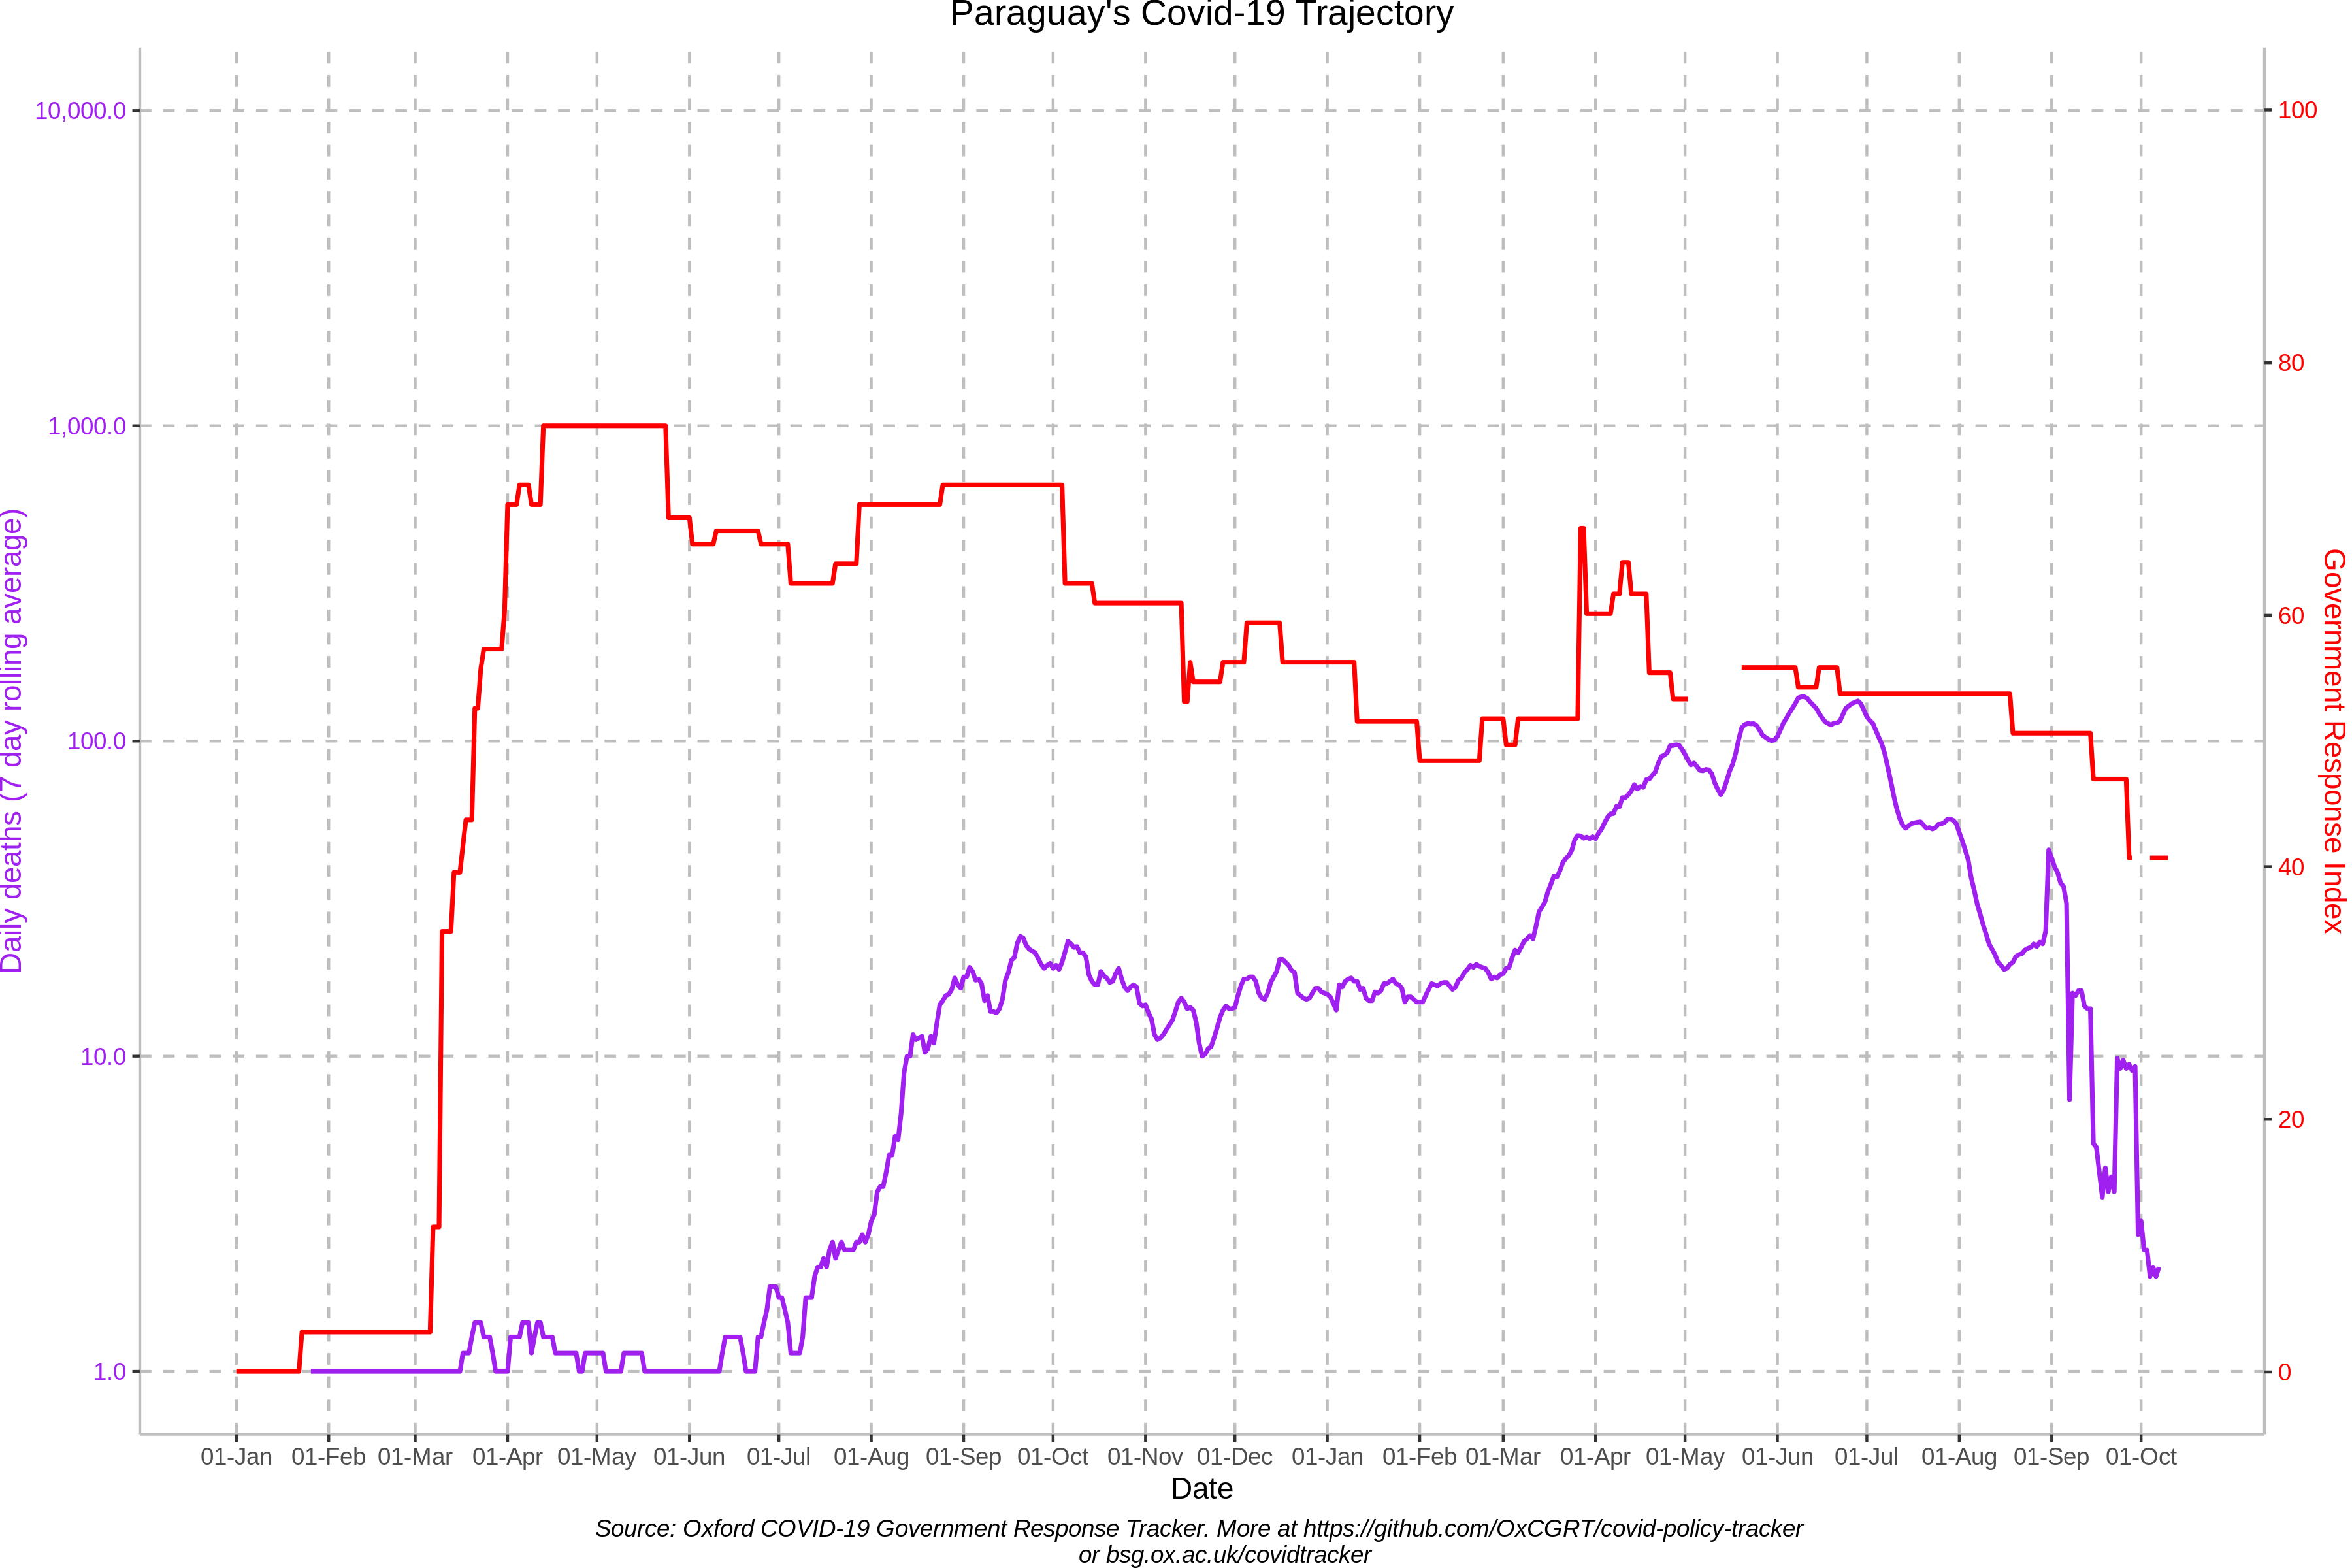 Paraguay's Covid-19 Trajectory
10,000.0
1,000.0
100.0
10.0
1.0
Daily deaths (7 day rolling average)
100
80
60
40
20
0
Government Response Index
01-Jan 01-Feb 01-Mar 01-Apr 01-May 01-Jun 01-Jul 01-Aug 01-Sep 01-Oct 01-Nov 01-Dec 01-Jan 01-Feb 01-Mar 01-Apr 01-May 01-Jun 01-Jul 01-Aug 01-Sep 01-Oct
Date
Source: Oxford COVID-19 Government Response Tracker. More at https://github.com/OxCGRT/covid-policy-tracker
or bsg.ox.ac.uk/covidtracker